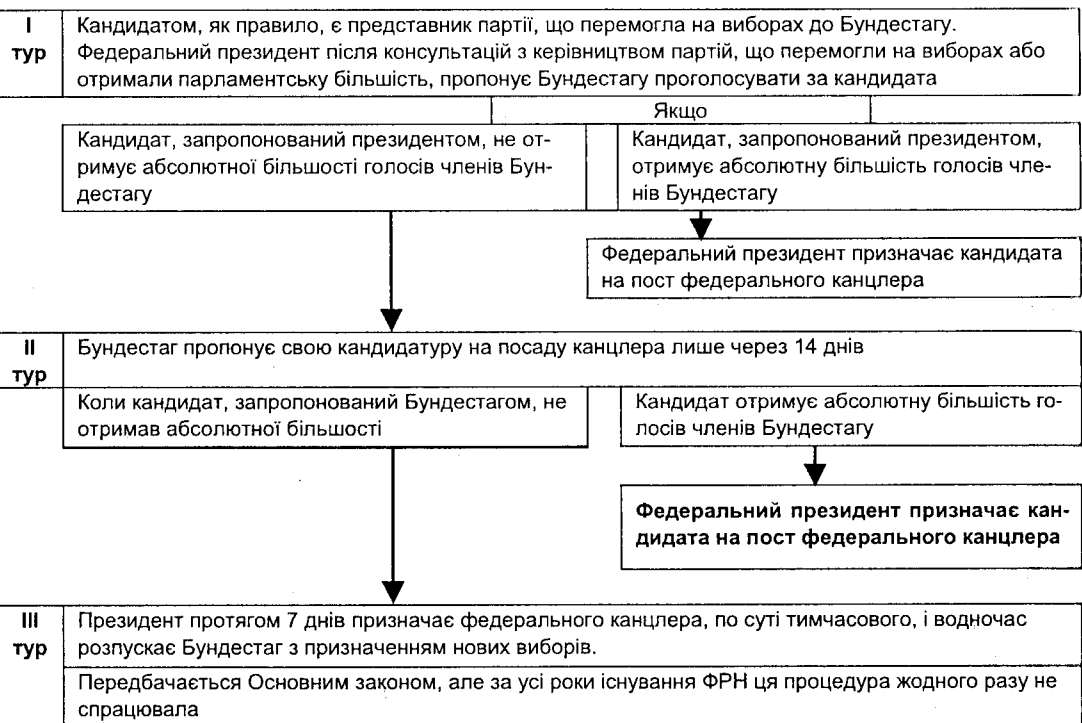 I
тур
Кандидатом, як правило, є представник партії, що перемогла на виборах до Бундестагу.
Федеральний президент після консультацій з керівництвом партій, що перемогли на виборах або
отримали парламентську більшість, пропонує Бундестагу проголосувати за кандидата
Якщо
Кандидат, запропонований президентом, не от-
римує абсолютної більшості голосів членів Бун-
дестагу
Кандидат, запропонований президентом,
отримує абсолютну більшість голосів чле-
нів Бундестагу
Федеральний президент призначає кандидата
на пост федерального канцлера
II
тур
Бундестаг пропонує свою кандидатуру на посаду канцлера лише через 14 днів
Коли кандидат, запропонований Бундестагом, не
отримав абсолютної більшості
Кандидат отримує абсолютну більшість го-
лосів членів Бундестагу
Федеральний президент призначає кан-
дидата на пост федерального канцлера
III
тур
Президент протягом 7 днів призначає федерального канцлера, по суті тимчасового, і водночас
розпускає Бундестаг з призначенням нових виборів.
Передбачається Основним законом, але за усі роки існування ФРН ця процедура жодного разу не
спрацювала